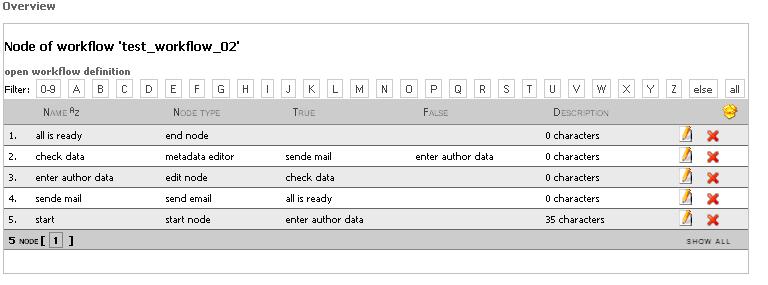 Overview
Node of workflow 'test_workflow_02'
open workflow definition
Filter: 0-9 A B C D E F G H I J K L M N O P Q R S T U V W X Y Z else all
NAME AZ NODE TYPE TRUE FALSE DESCRIPTION
1. all is ready end node 0 characters
2. check data metadata editor sende mail enter author data 0 characters
3. enter author data edit node check data 0 characters
4. sende mail send email all is ready 0 characters
5. start start node enter author data 35 characters
5 NODE [ 1 ] SHOW ALL